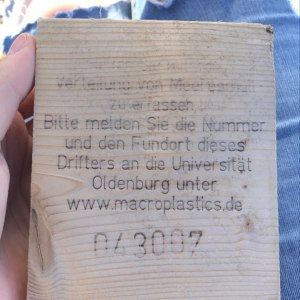 Verteilung von Meeresmüll
zu erfassen.
Bitte melden Sie die Nummer
und den Fundort dieses
Drifters an die Universität
Oldenburg unter
www.macroplastics.de
043007